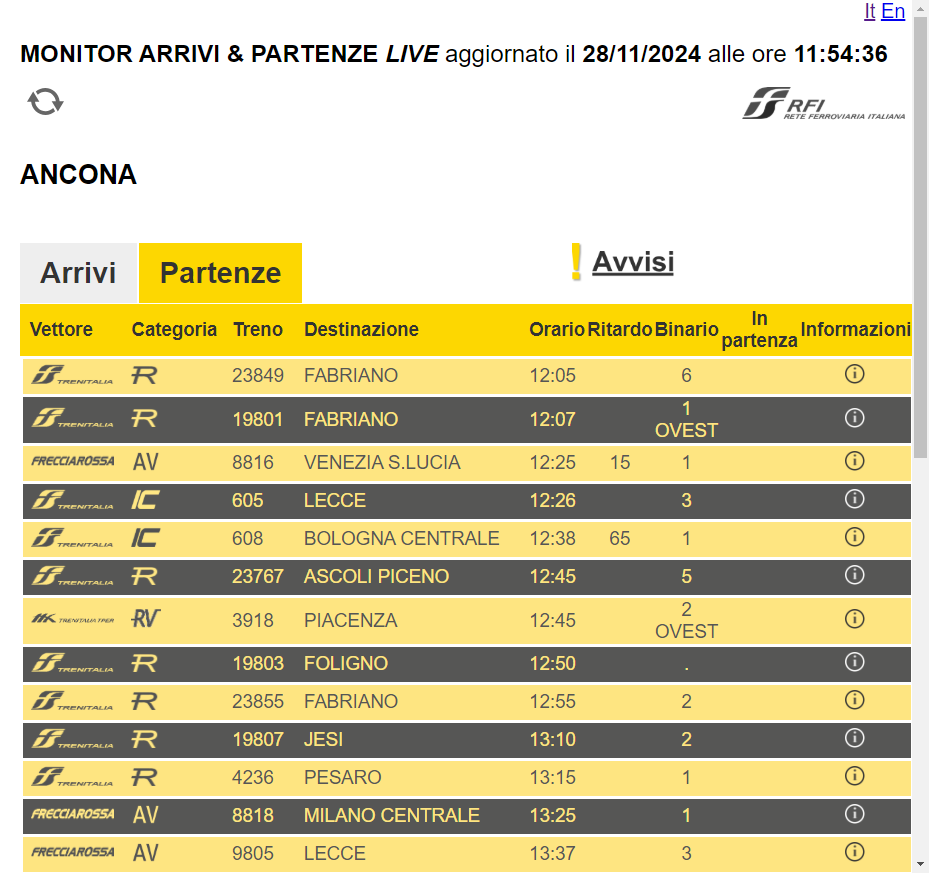 It En
MONITOR ARRIVI & PARTENZE LIVE aggiornato il 28/11/2024 alle ore 11:54:36
RFI
RETE FERROVIARIA ITALIANA
ANCONA
Arrivi Partenze Avvisi
Vettore Categoria Treno Destinazione Orario Ritardo Binario In partenza Informazioni
TRENITALIA R 23849 FABRIANO 12:05 6
TRENITALIA R 19801 FABRIANO 12:07 1 OVEST
FRECCIAROSSA AV 8816 VENEZIA S.LUCIA 12:25 15 1
TRENITALIA IC 605 LECCE 12:26 3
TRENITALIA IC 608 BOLOGNA CENTRALE 12:38 65 1
TRENITALIA R 23767 ASCOLI PICENO 12:45 5
TRENITALIA TPER RV 3918 PIACENZA 12:45 2 OVEST
TRENITALIA R 19803 FOLIGNO 12:50 .
TRENITALIA R 23855 FABRIANO 12:55 2
TRENITALIA R 19807 JESI 13:10 2
TRENITALIA R 4236 PESARO 13:15 1
FRECCIAROSSA AV 8818 MILANO CENTRALE 13:25 1
FRECCIAROSSA AV 9805 LECCE 13:37 3